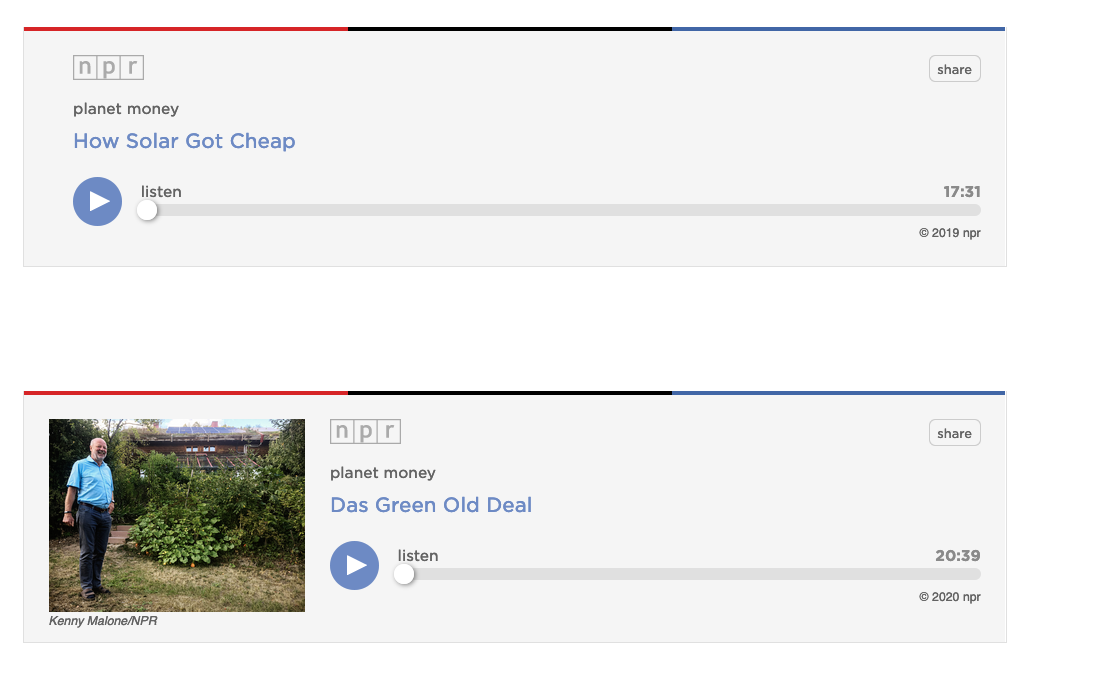 npr
share
planet money
How Solar Got Cheap
listen
17:31
© 2019 npr
npr
share
planet money
Das Green Old Deal
listen
20:39
© 2020 npr
Kenny Malone/NPR